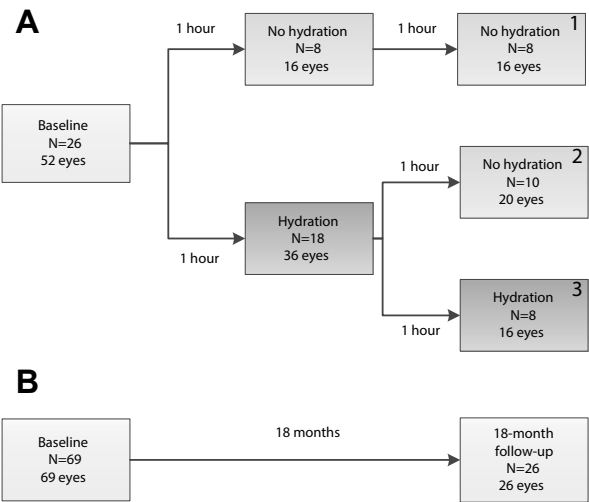 A
1 hour
No hydration
N=8
16 eyes
1 hour
No hydration
N=8
16 eyes
1
Baseline
N=26
52 eyes
1 hour
Hydration
N=18
36 eyes
1 hour
No hydration
N=10
20 eyes
2
1 hour
Hydration
N=8
16 eyes
3
B
Baseline
N=69
69 eyes
18 months
18-month
follow-up
N=26
26 eyes